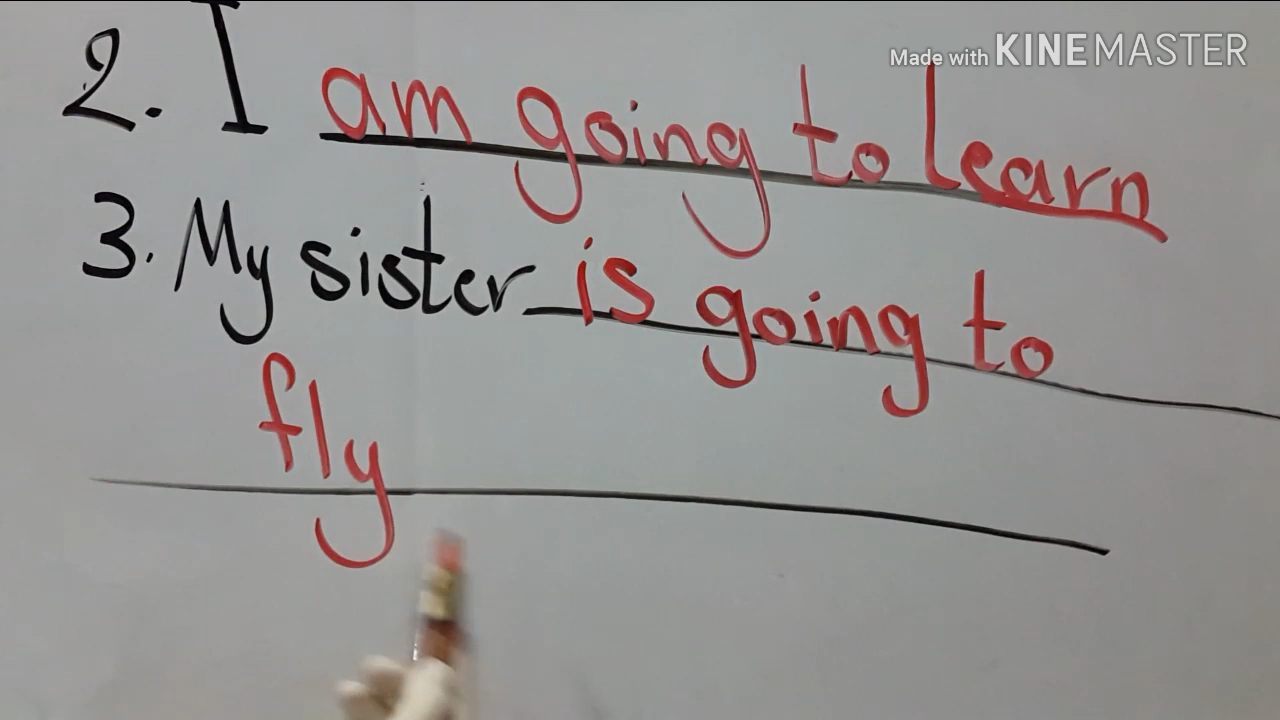 Made with KINEMASTER
2. I am going to learn
3. My sister is going to
fly